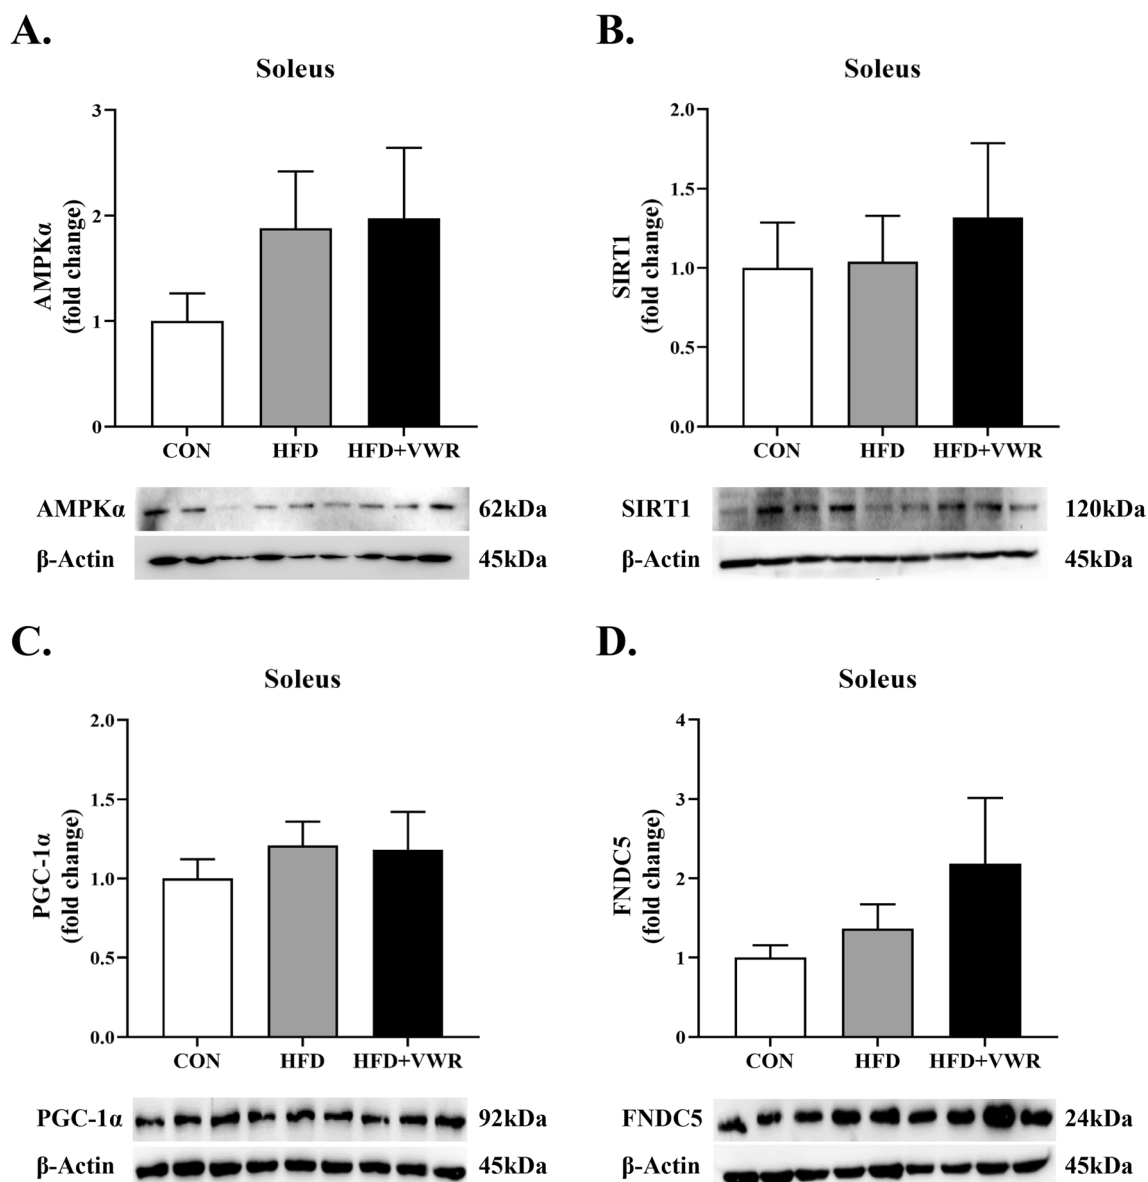 A.
Soleus
AMPKα
(fold change)
3
2
1
0
CON HFD HFD+VWR
AMPKα 62kDa
β-Actin 45kDa
B.
Soleus
SIRT1
(fold change)
2.0
1.5
1.0
0.5
0.0
CON HFD HFD+VWR
SIRT1 120kDa
β-Actin 45kDa
C.
Soleus
PGC-1α
(fold change)
2.0
1.5
1.0
0.5
0.0
CON HFD HFD+VWR
PGC-1α 92kDa
β-Actin 45kDa
D.
Soleus
FNDC5
(fold change)
4
3
2
1
0
CON HFD HFD+VWR
FNDC5 24kDa
β-Actin 45kDa